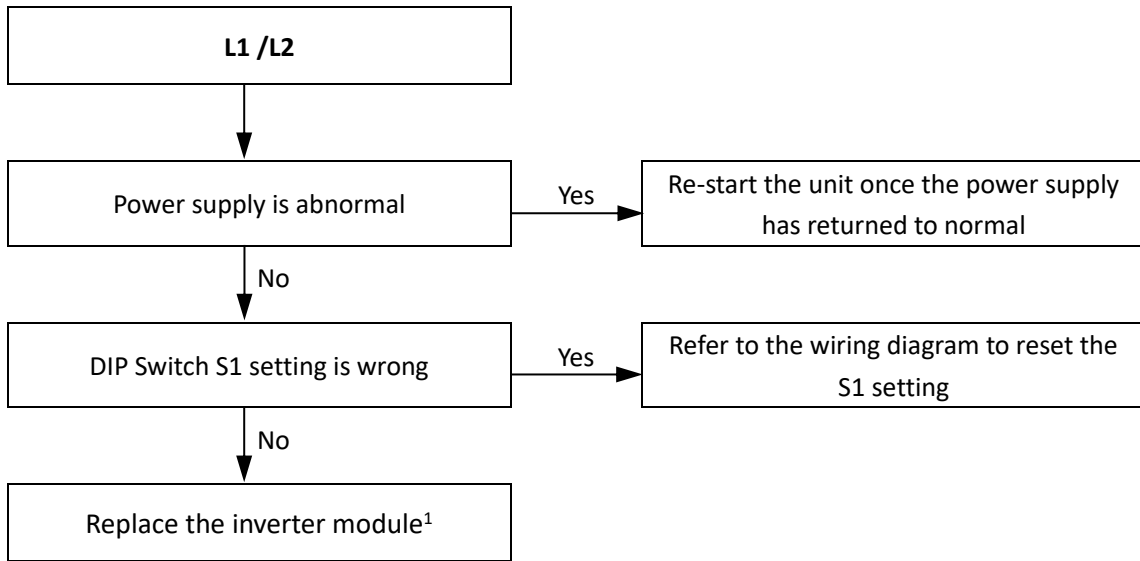 L1 /L2
Power supply is abnormal
Yes
Re-start the unit once the power supply
has returned to normal
No
DIP Switch S1 setting is wrong
Yes
Refer to the wiring diagram to reset the
S1 setting
No
Replace the inverter module¹